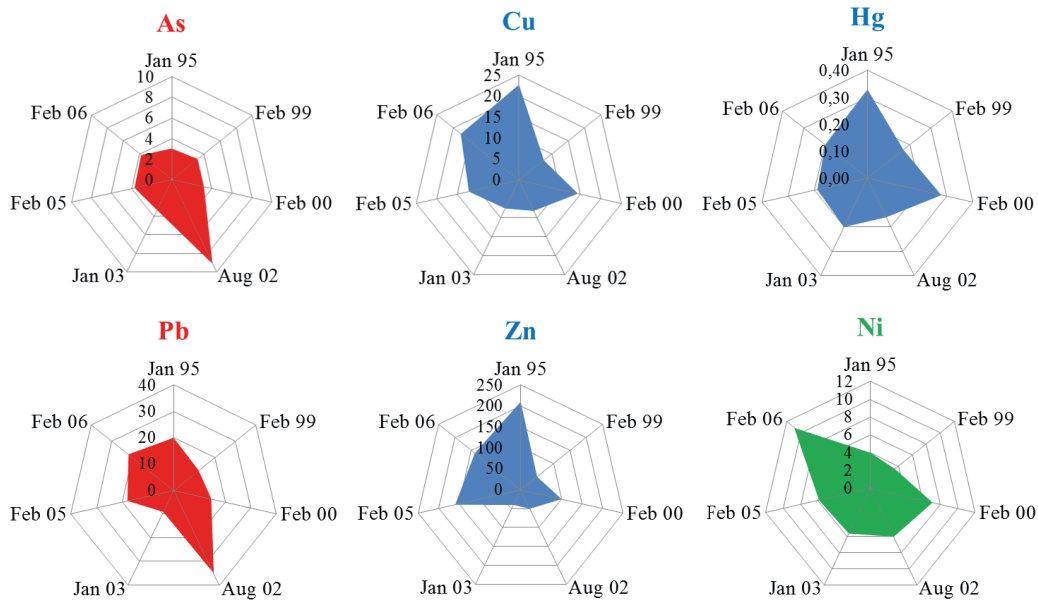 As
Jan 95
10
8
6
4
2
0
Feb 99
Feb 00
Aug 02
Jan 03
Feb 05
Feb 06
Cu
Jan 95
25
20
15
10
5
0
Feb 99
Feb 00
Aug 02
Jan 03
Feb 05
Feb 06
Hg
Jan 95
0,40
0,30
0,20
0,10
0,00
Feb 99
Feb 00
Aug 02
Jan 03
Feb 05
Feb 06
Pb
Jan 95
40
30
20
10
0
Feb 99
Feb 00
Aug 02
Jan 03
Feb 05
Feb 06
Zn
Jan 95
250
200
150
100
50
0
Feb 99
Feb 00
Aug 02
Jan 03
Feb 05
Feb 06
Ni
Jan 95
12
10
8
6
4
2
0
Feb 99
Feb 00
Aug 02
Jan 03
Feb 05
Feb 06